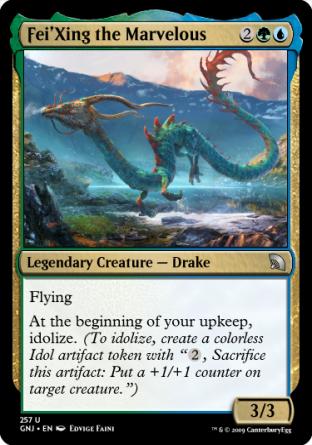 Fei'Xing the Marvelous 2
Legendary Creature — Drake
Flying
At the beginning of your upkeep,
idolize. (To idolize, create a colorless
Idol artifact token with “2, Sacrifice
this artifact: Put a +1/+1 counter on
target creature.”)
3/3
257 U
GNJ • EN Edvige Faini ™ & © 2009 CanterburyEgg